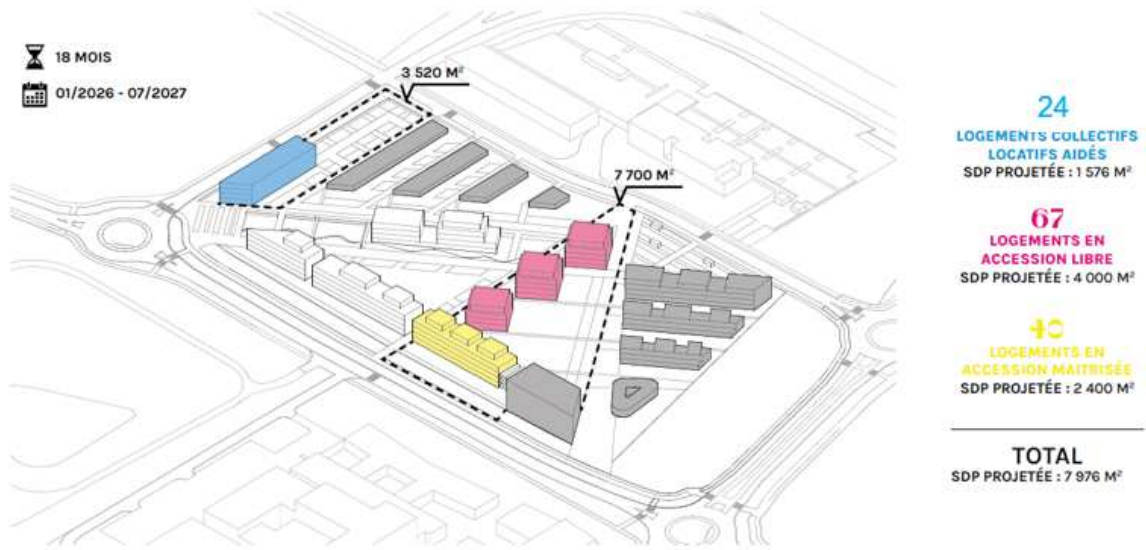 18 MOIS
01/2026 - 07/2027
3 520 M²
7 700 M²
24
LOGEMENTS COLLECTIFS
LOCATIFS AIDÉS
SDP PROJETÉE : 1 576 M²
67
LOGEMENTS EN
ACCESSION LIBRE
SDP PROJETÉE : 4 000 M²
40
LOGEMENTS EN
ACCESSION MAITRISÉE
SDP PROJETÉE : 2 400 M²
TOTAL
SDP PROJETÉE : 7 976 M²